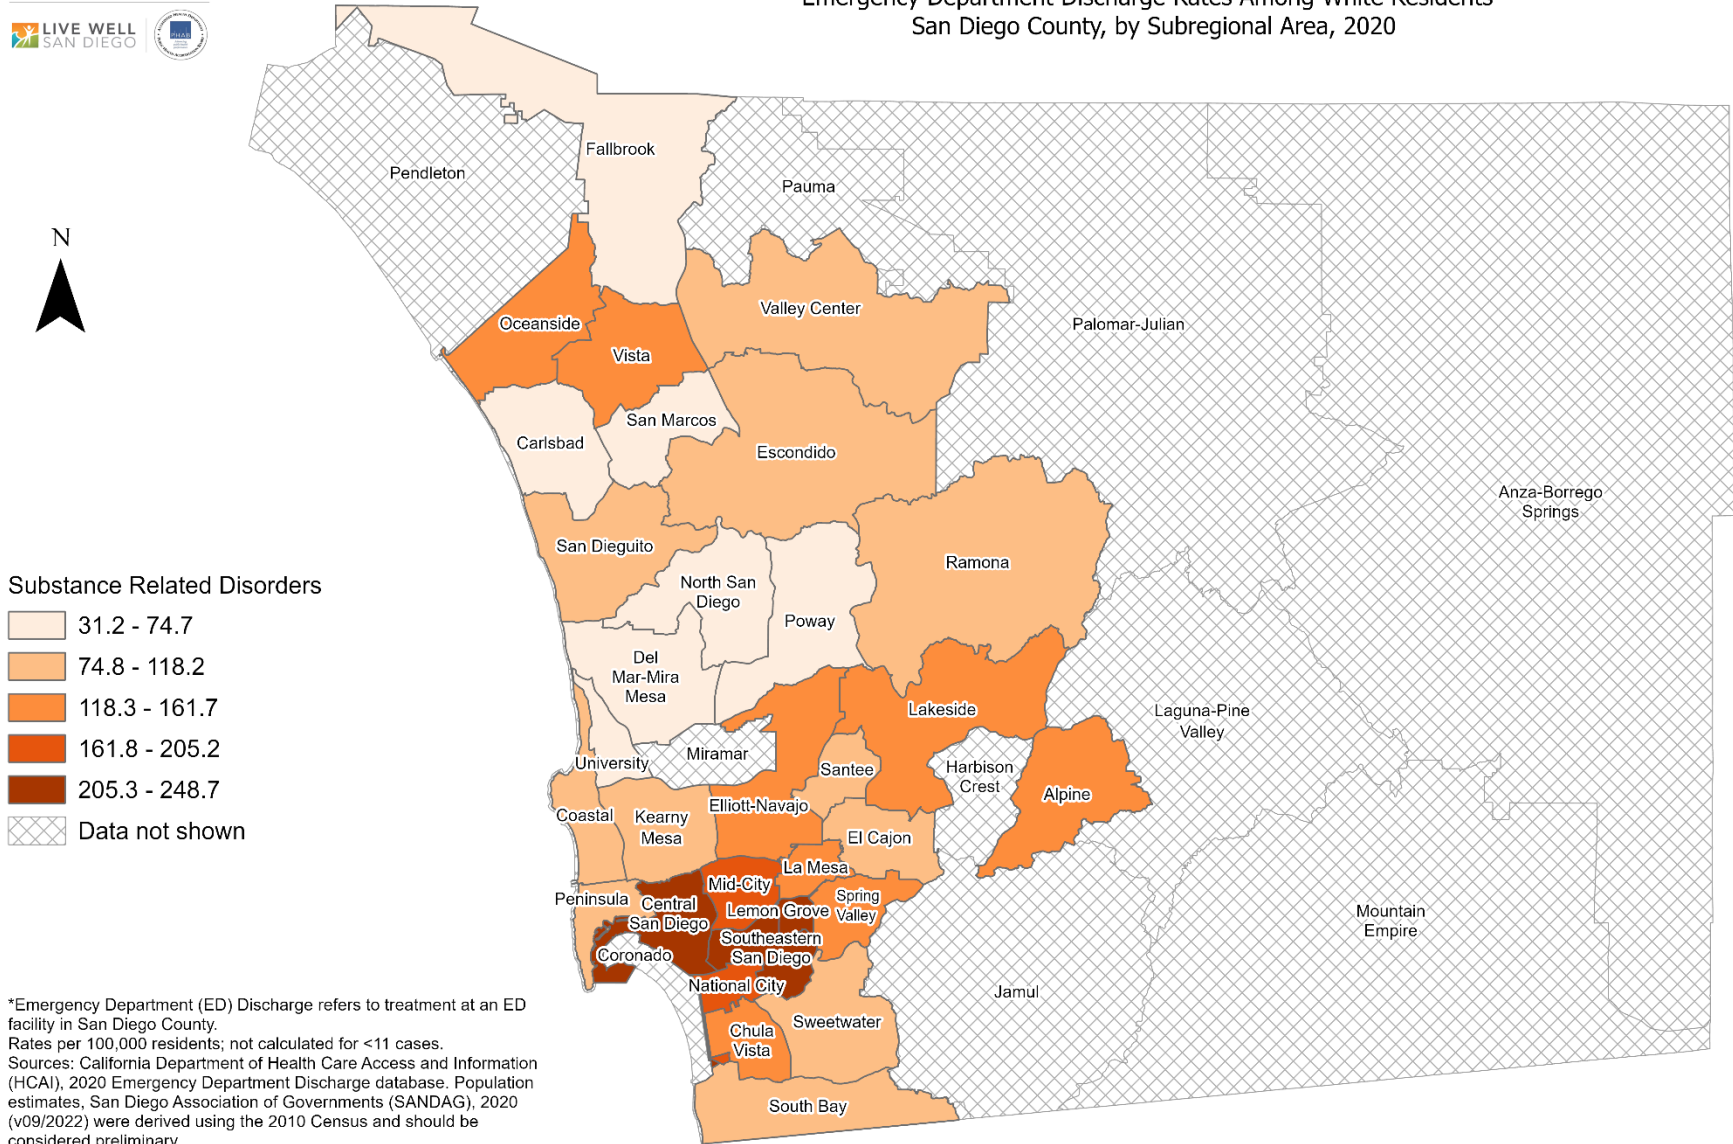 Emergency Department Discharge Rates Among White Residents
San Diego County, by Subregional Area, 2020
LIVE WELL
SAN DIEGO
PHAB
N
Fallbrook
Pendleton
Pauma
Oceanside
Valley Center
Palomar-Julian
Vista
San Marcos
Carlsbad
Escondido
Anza-Borrego
Springs
San Dieguito
Ramona
North San
Diego
Poway
Del
Mar-Mira
Mesa
Lakeside
Laguna-Pine
Valley
Miramar
University
Santee
Harbison
Crest
Alpine
Elliott-Navajo
Coastal
Kearny
Mesa
El Cajon
La Mesa
Mid-City
Peninsula
Central
San Diego
Lemon Grove
Spring
Valley
Mountain
Empire
Southeastern
San Diego
Coronado
National City
Jamul
Sweetwater
Chula
Vista
South Bay
Substance Related Disorders
31.2 - 74.7
74.8 - 118.2
118.3 - 161.7
161.8 - 205.2
205.3 - 248.7
Data not shown
*Emergency Department (ED) Discharge refers to treatment at an ED
facility in San Diego County.
Rates per 100,000 residents; not calculated for <11 cases.
Sources: California Department of Health Care Access and Information
(HCAI), 2020 Emergency Department Discharge database. Population
estimates, San Diego Association of Governments (SANDAG), 2020
(v09/2022) were derived using the 2010 Census and should be
considered preliminary.